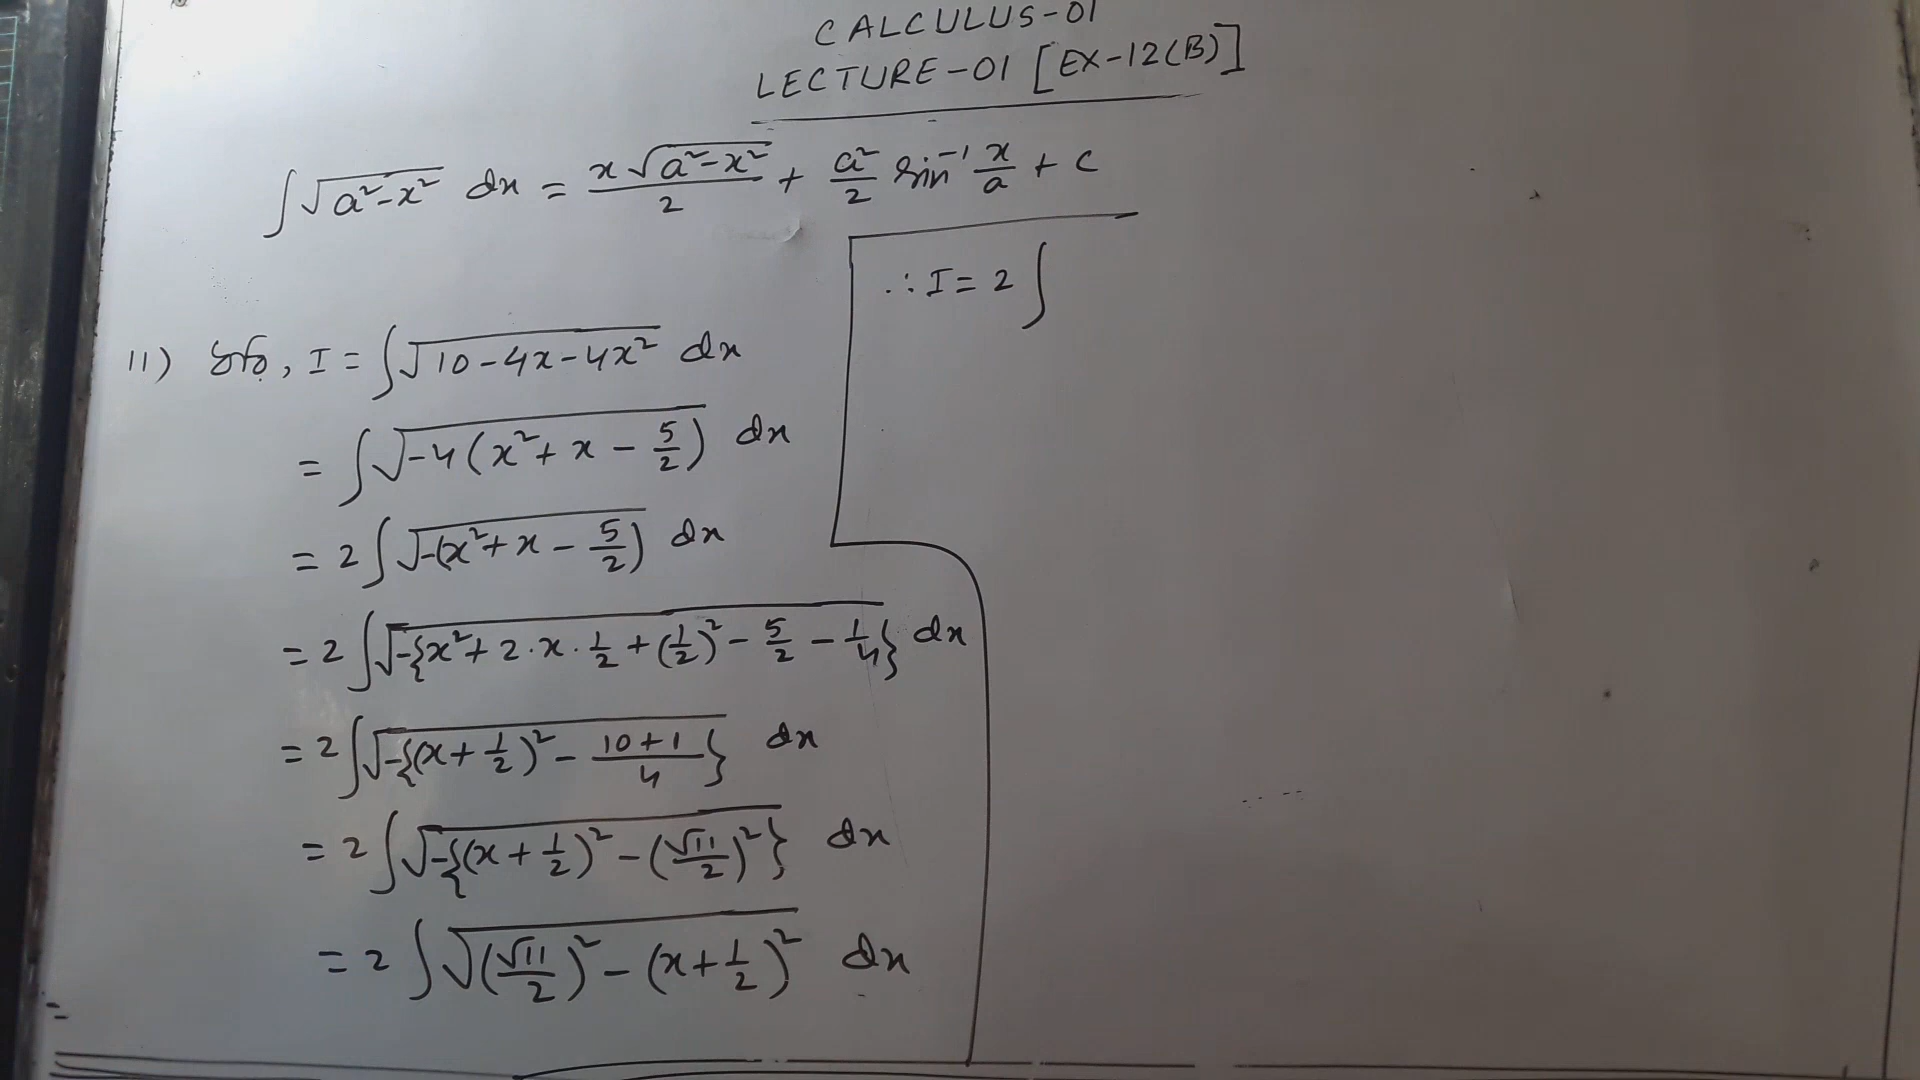 CALCULUS-01
LECTURE-01 [EX-12(B)]
∫√(a²-x²) dx = x√(a²-x²)/2 + a²/2 sin⁻¹ x/a + c
11) ধরি, I = ∫√(10-4x-4x²) dx
= ∫√(-4(x²+x-5/2)) dx
= 2∫√(-(x²+x-5/2)) dx
= 2∫√(-{x²+2·x·1/2+(1/2)²-5/2-1/4}) dx
= 2∫√(-{(x+1/2)²-(10+1)/4}) dx
= 2∫√(-{(x+1/2)²-(√11/2)²}) dx
= 2∫√((√11/2)²-(x+1/2)²) dx
∴ I = 2∫